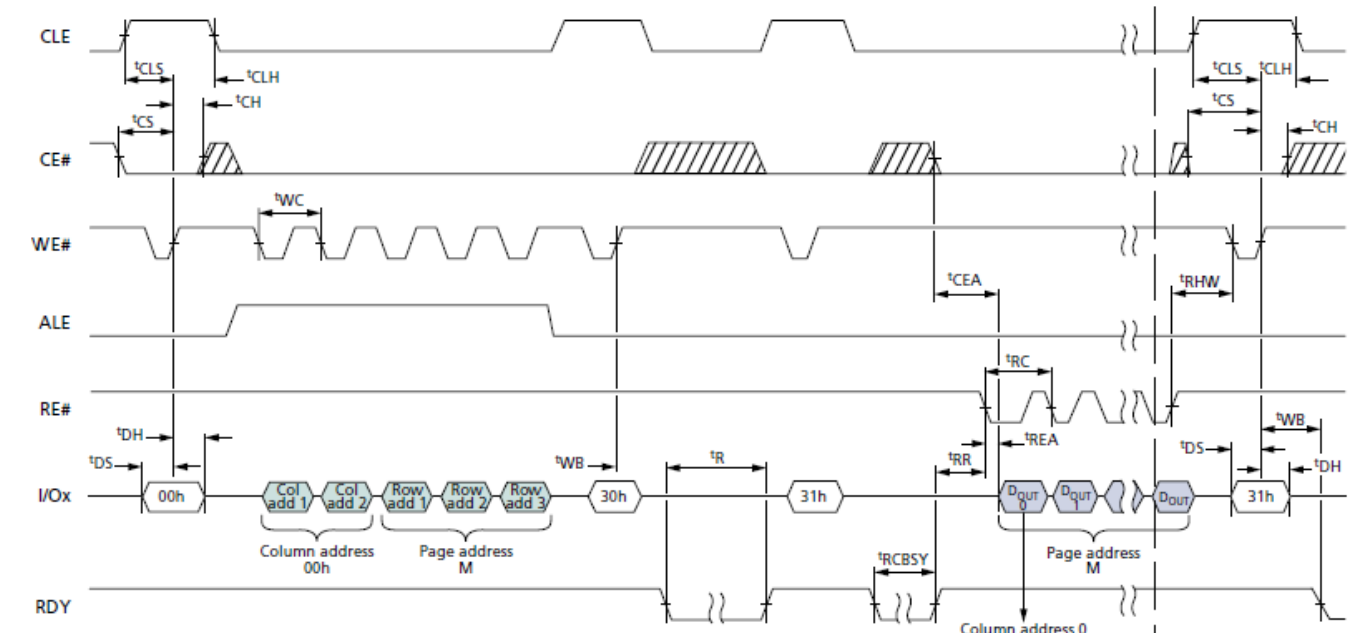 CLE
tCLS
tCLH
tCLS
tCLH
tCH
tCS
tCS
tCH
CE#
tWC
WE#
tCEA
tRHW
ALE
tRC
RE#
tREA
tWB
tDH
tDS
tWB
tR
tRR
tDS
tDH
I/Ox
00h
Col add 1
Col add 2
Row add 1
Row add 2
Row add 3
30h
31h
DOUT 0
DOUT 1
DOUT
31h
Column address
00h
Page address
M
tRCBSY
Page address
M
RDY
Column address 0